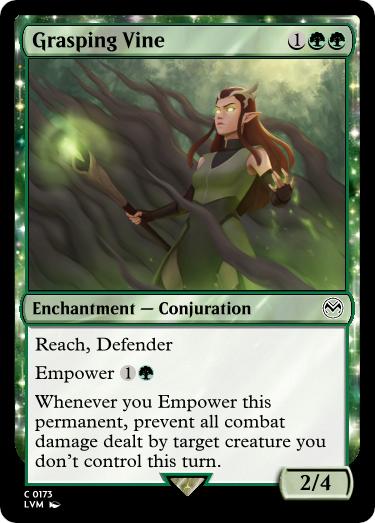 Grasping Vine 1
Enchantment — Conjuration
Reach, Defender
Empower 1
Whenever you Empower this
permanent, prevent all combat
damage dealt by target creature you
don't control this turn.
2/4
C 0173
LVM